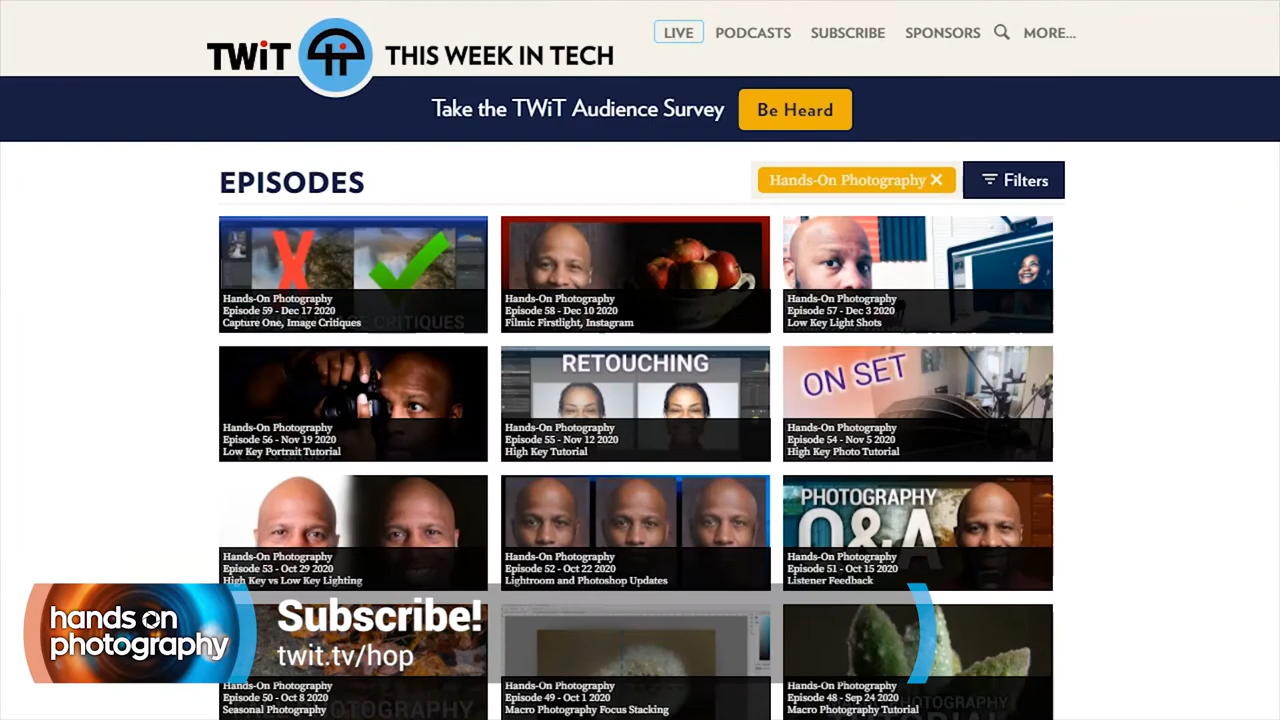 TWiT
THIS WEEK IN TECH
LIVE
PODCASTS
SUBSCRIBE
SPONSORS
MORE...
Take the TWiT Audience Survey
Be Heard
EPISODES
Hands-On Photography ✕
Filters
Hands-On Photography
Episode 59 - Dec 17 2020
Capture One, Image Critiques
CRITIQUES
Hands-On Photography
Episode 58 - Dec 10 2020
Filmic Firstlight, Instagram
Hands-On Photography
Episode 57 - Dec 3 2020
Low Key Light Shots
Hands-On Photography
Episode 56 - Nov 19 2020
Low Key Portrait Tutorial
RETOUCHING
Hands-On Photography
Episode 55 - Nov 12 2020
High Key Tutorial
ON SET
Hands-On Photography
Episode 54 - Nov 5 2020
High Key Photo Tutorial
Hands-On Photography
Episode 53 - Oct 29 2020
High Key vs Low Key Lighting
Hands-On Photography
Episode 52 - Oct 22 2020
Lightroom and Photoshop Updates
PHOTOGRAPHY
Q&A
Hands-On Photography
Episode 51 - Oct 15 2020
Listener Feedback
hands on
photography
Subscribe!
twit.tv/hop
Hands-On Photography
Episode 50 - Oct 8 2020
Seasonal Photography
Hands-On Photography
Episode 49 - Oct 1 2020
Macro Photography Focus Stacking
Hands-On Photography
Episode 48 - Sep 24 2020
Macro Photography Tutorial